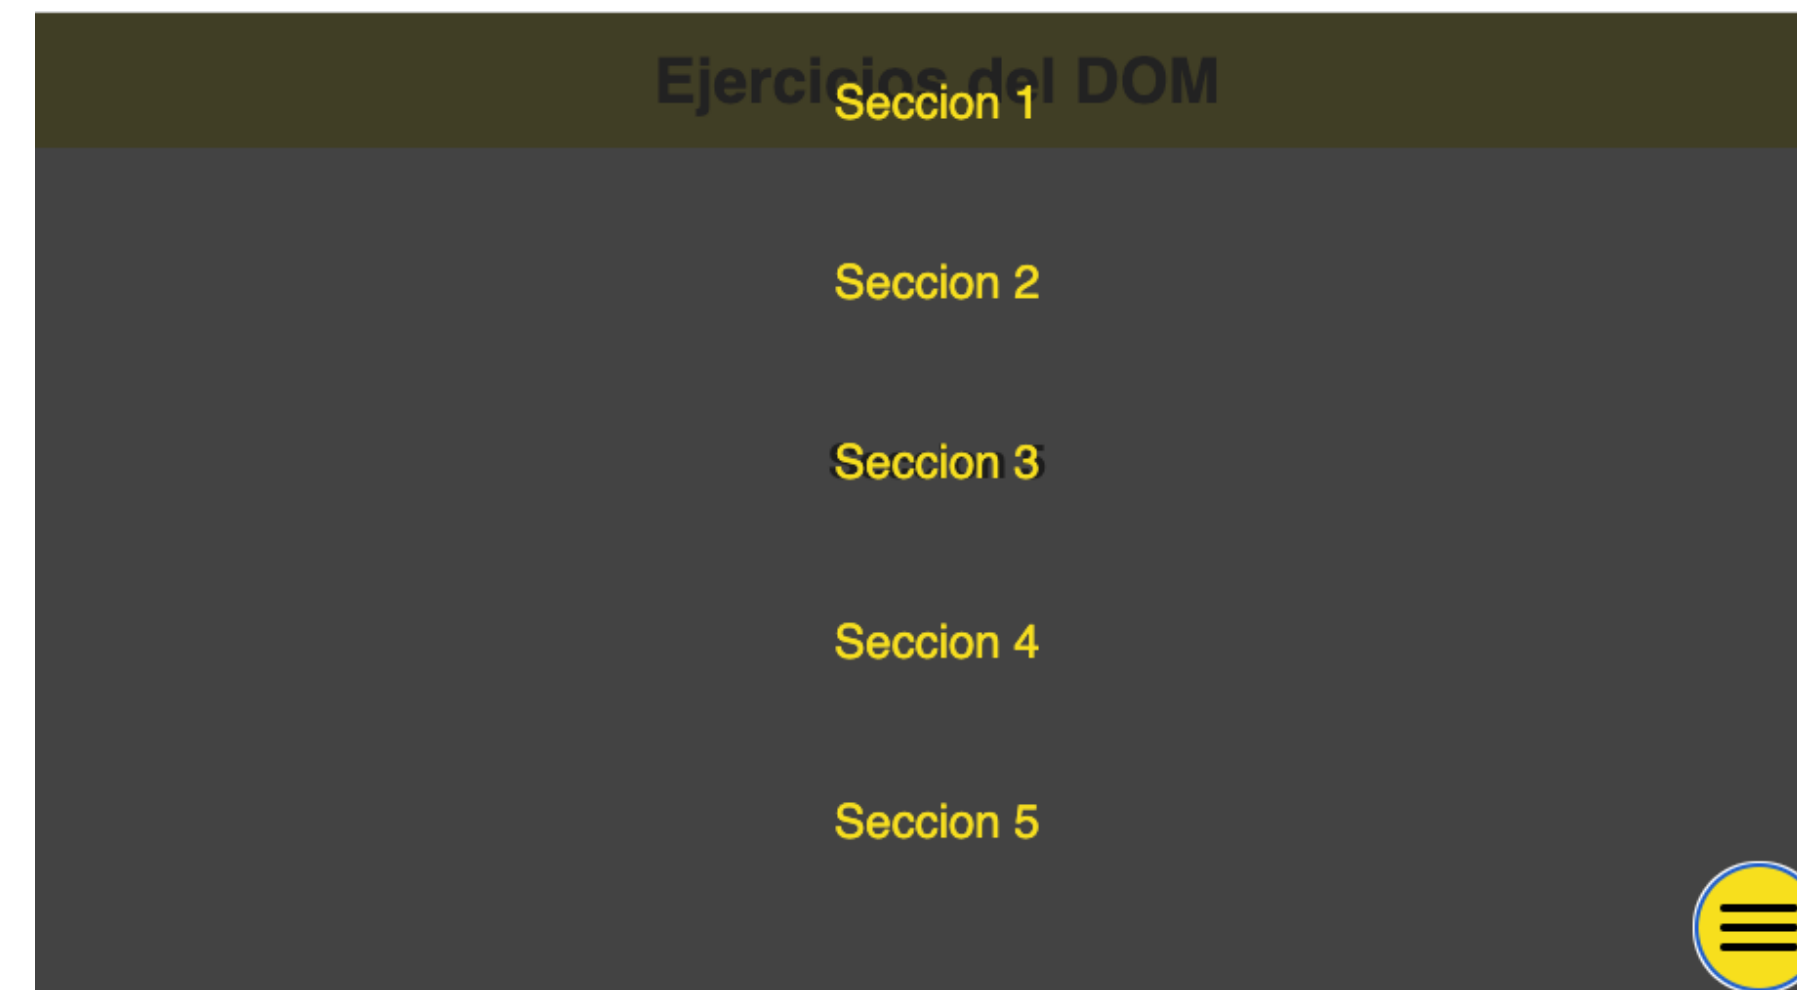 Ejercicios del DOM
Seccion 1
Seccion 2
Seccion 3
Seccion 4
Seccion 5